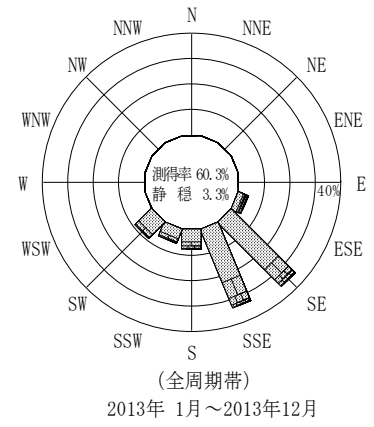 N
NNW NNE
NW NE
WNW ENE
測得率 60.3%
W 40% E
静 穏 3.3%
WSW ESE
SW SE
SSW SSE
S
(全周期帯)
2013年 1月～2013年12月